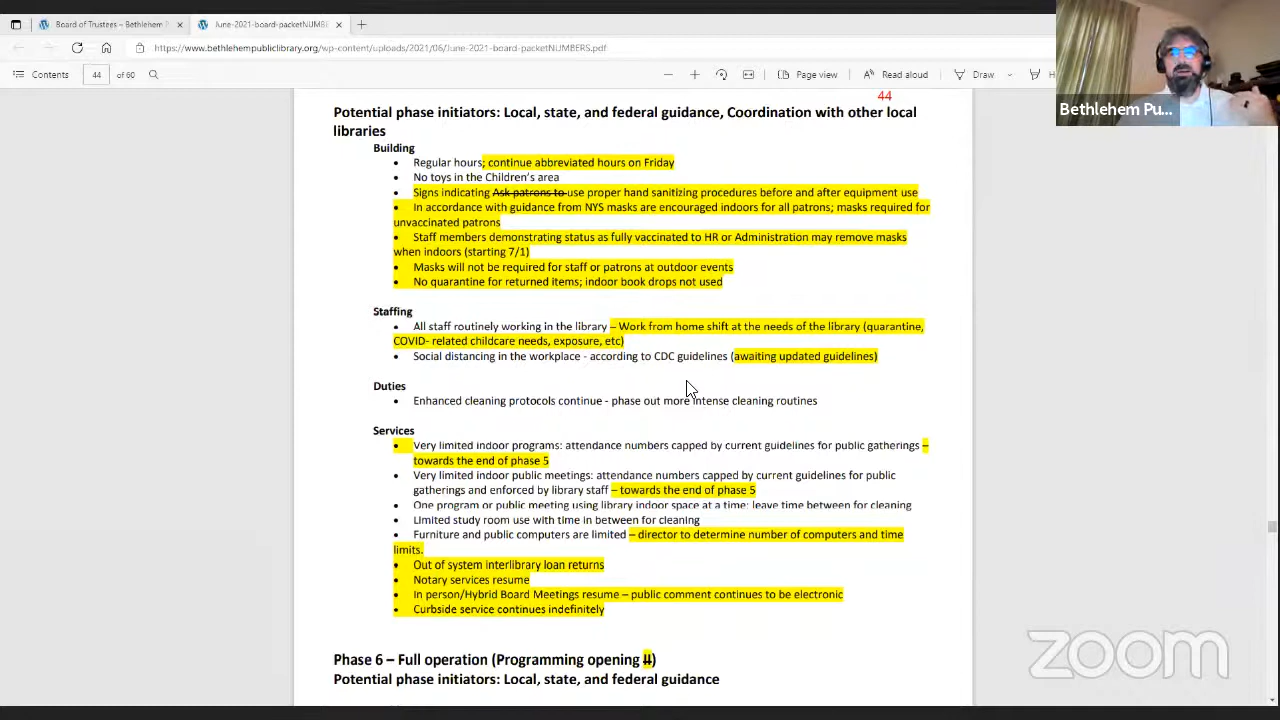 Board of Trustees – Bethlehem P
June-2021-board-packetNUMBE
https://www.bethlehempubliclibrary.org/wp-content/uploads/2021/06/June-2021-board-packetNUMBERS.pdf
Contents
44
of 60
Page view
Read aloud
Draw
Bethlehem Pu...
44
Potential phase initiators: Local, state, and federal guidance, Coordination with other local
libraries
Building
• Regular hours; continue abbreviated hours on Friday
• No toys in the Children's area
• Signs indicating Ask patrons to use proper hand sanitizing procedures before and after equipment use
• In accordance with guidance from NYS masks are encouraged indoors for all patrons; masks required for
unvaccinated patrons
• Staff members demonstrating status as fully vaccinated to HR or Administration may remove masks
when indoors (starting 7/1)
• Masks will not be required for staff or patrons at outdoor events
• No quarantine for returned items; indoor book drops not used
Staffing
• All staff routinely working in the library – Work from home shift at the needs of the library (quarantine,
COVID- related childcare needs, exposure, etc)
• Social distancing in the workplace - according to CDC guidelines (awaiting updated guidelines)
Duties
• Enhanced cleaning protocols continue - phase out more intense cleaning routines
Services
• Very limited indoor programs: attendance numbers capped by current guidelines for public gatherings –
towards the end of phase 5
• Very limited indoor public meetings: attendance numbers capped by current guidelines for public
gatherings and enforced by library staff – towards the end of phase 5
• One program or public meeting using library indoor space at a time: leave time between for cleaning
• Limited study room use with time in between for cleaning
• Furniture and public computers are limited – director to determine number of computers and time
limits.
• Out of system interlibrary loan returns
• Notary services resume
• In person/Hybrid Board Meetings resume – public comment continues to be electronic
• Curbside service continues indefinitely
Phase 6 – Full operation (Programming opening II)
Potential phase initiators: Local, state, and federal guidance
zoom